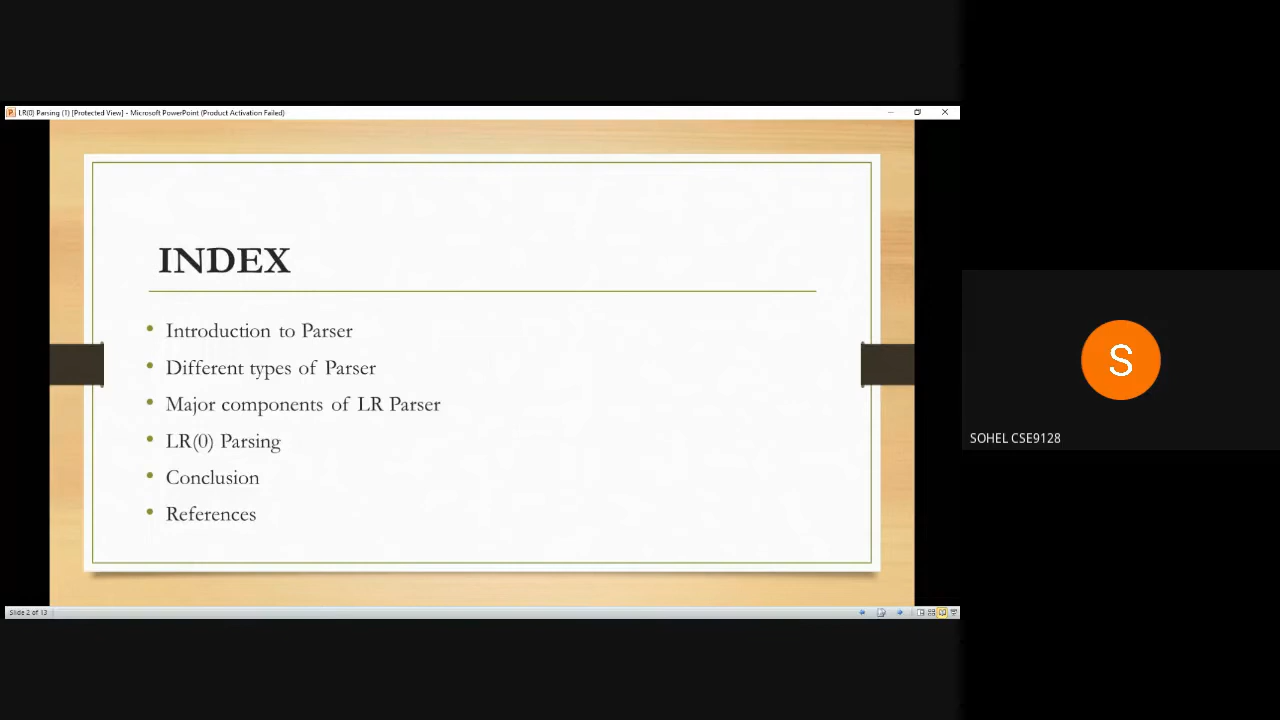 LR(0) Parsing (1) [Protected View] - Microsoft PowerPoint (Product Activation Failed)
INDEX
• Introduction to Parser
• Different types of Parser
• Major components of LR Parser
• LR(0) Parsing
• Conclusion
• References
Slide 2 of 13
S
SOHEL CSE9128